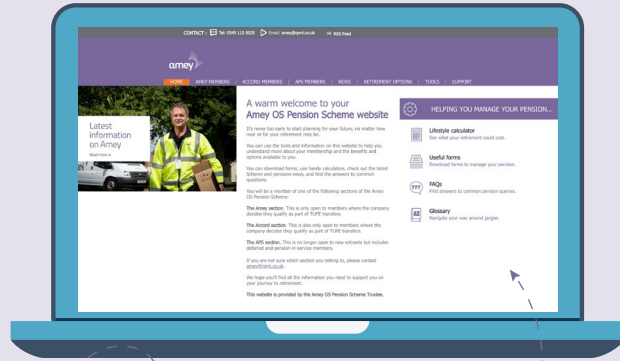 CONTACT : Tel: 0345 113 0035 Email: amey@rpmi.co.uk RSS Feed
amey
HOME AMEY MEMBERS ACCORD MEMBERS APS MEMBERS NEWS RETIREMENT OPTIONS TOOLS SUPPORT
Latest
information
on Amey
Read more »
A warm welcome to your
Amey OS Pension Scheme website
It's never too early to start planning for your future, no matter how
near or far your retirement may be.
You can use the tools and information on this website to help you
understand more about your membership and the benefits and
options available to you.
You can download forms, use handy calculators, check out the latest
Scheme and pensions news, and find the answers to common
questions.
You will be a member of one of the following sections of the Amey
OS Pension Scheme:
The Amey section. This is only open to members where the company
decides they qualify as part of TUPE transfers.
The Accord section. This is also only open to members where the
company decides they qualify as part of TUPE transfers.
The APS section. This is no longer open to new entrants but includes
deferred and pension-in-service members.
If you are not sure which section you belong to, please contact
amey@rpmi.co.uk.
We hope you'll find all the information you need to support you on
your journey to retirement.
This website is provided by the Amey OS Pension Scheme Trustee.
HELPING YOU MANAGE YOUR PENSION...
Lifestyle calculator
See what your retirement could cost.
Useful forms
Download forms to manage your pension.
???
FAQs
Find answers to common pension queries.
AZ
Glossary
Navigate your way around jargon.